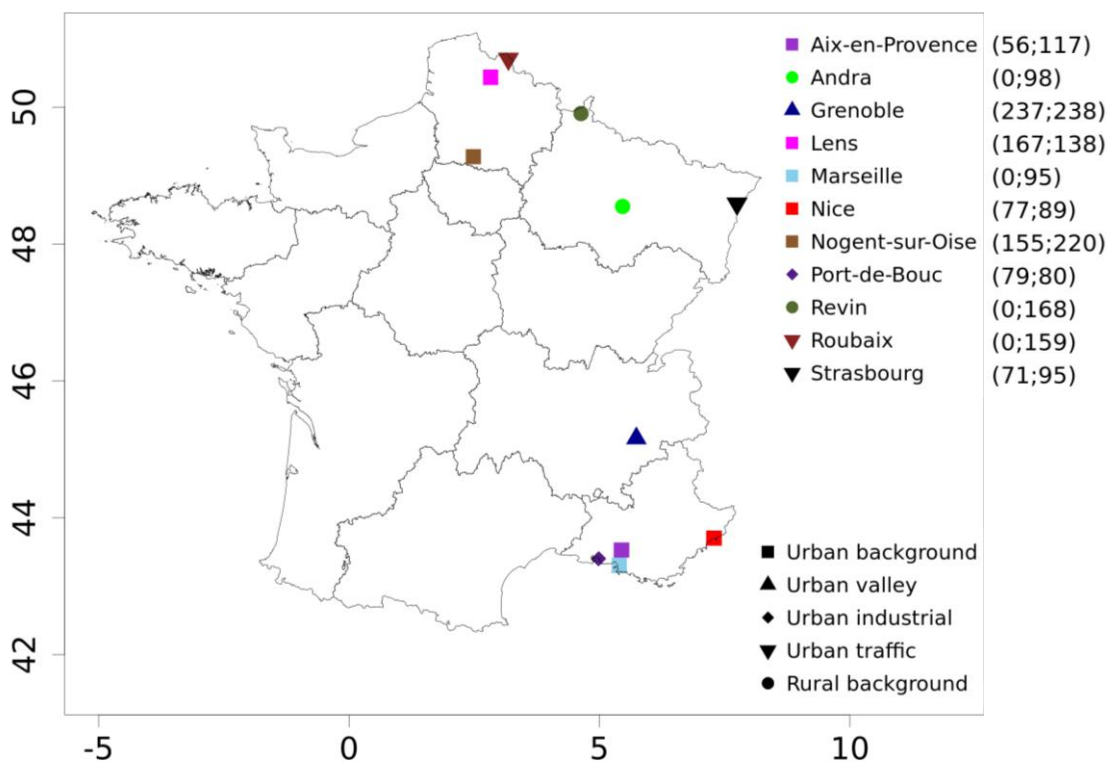 Aix-en-Provence (56;117)
Andra (0;98)
Grenoble (237;238)
Lens (167;138)
Marseille (0;95)
Nice (77;89)
Nogent-sur-Oise (155;220)
Port-de-Bouc (79;80)
Revin (0;168)
Roubaix (0;159)
Strasbourg (71;95)
Urban background
Urban valley
Urban industrial
Urban traffic
Rural background
50
48
46
44
42
-5 0 5 10